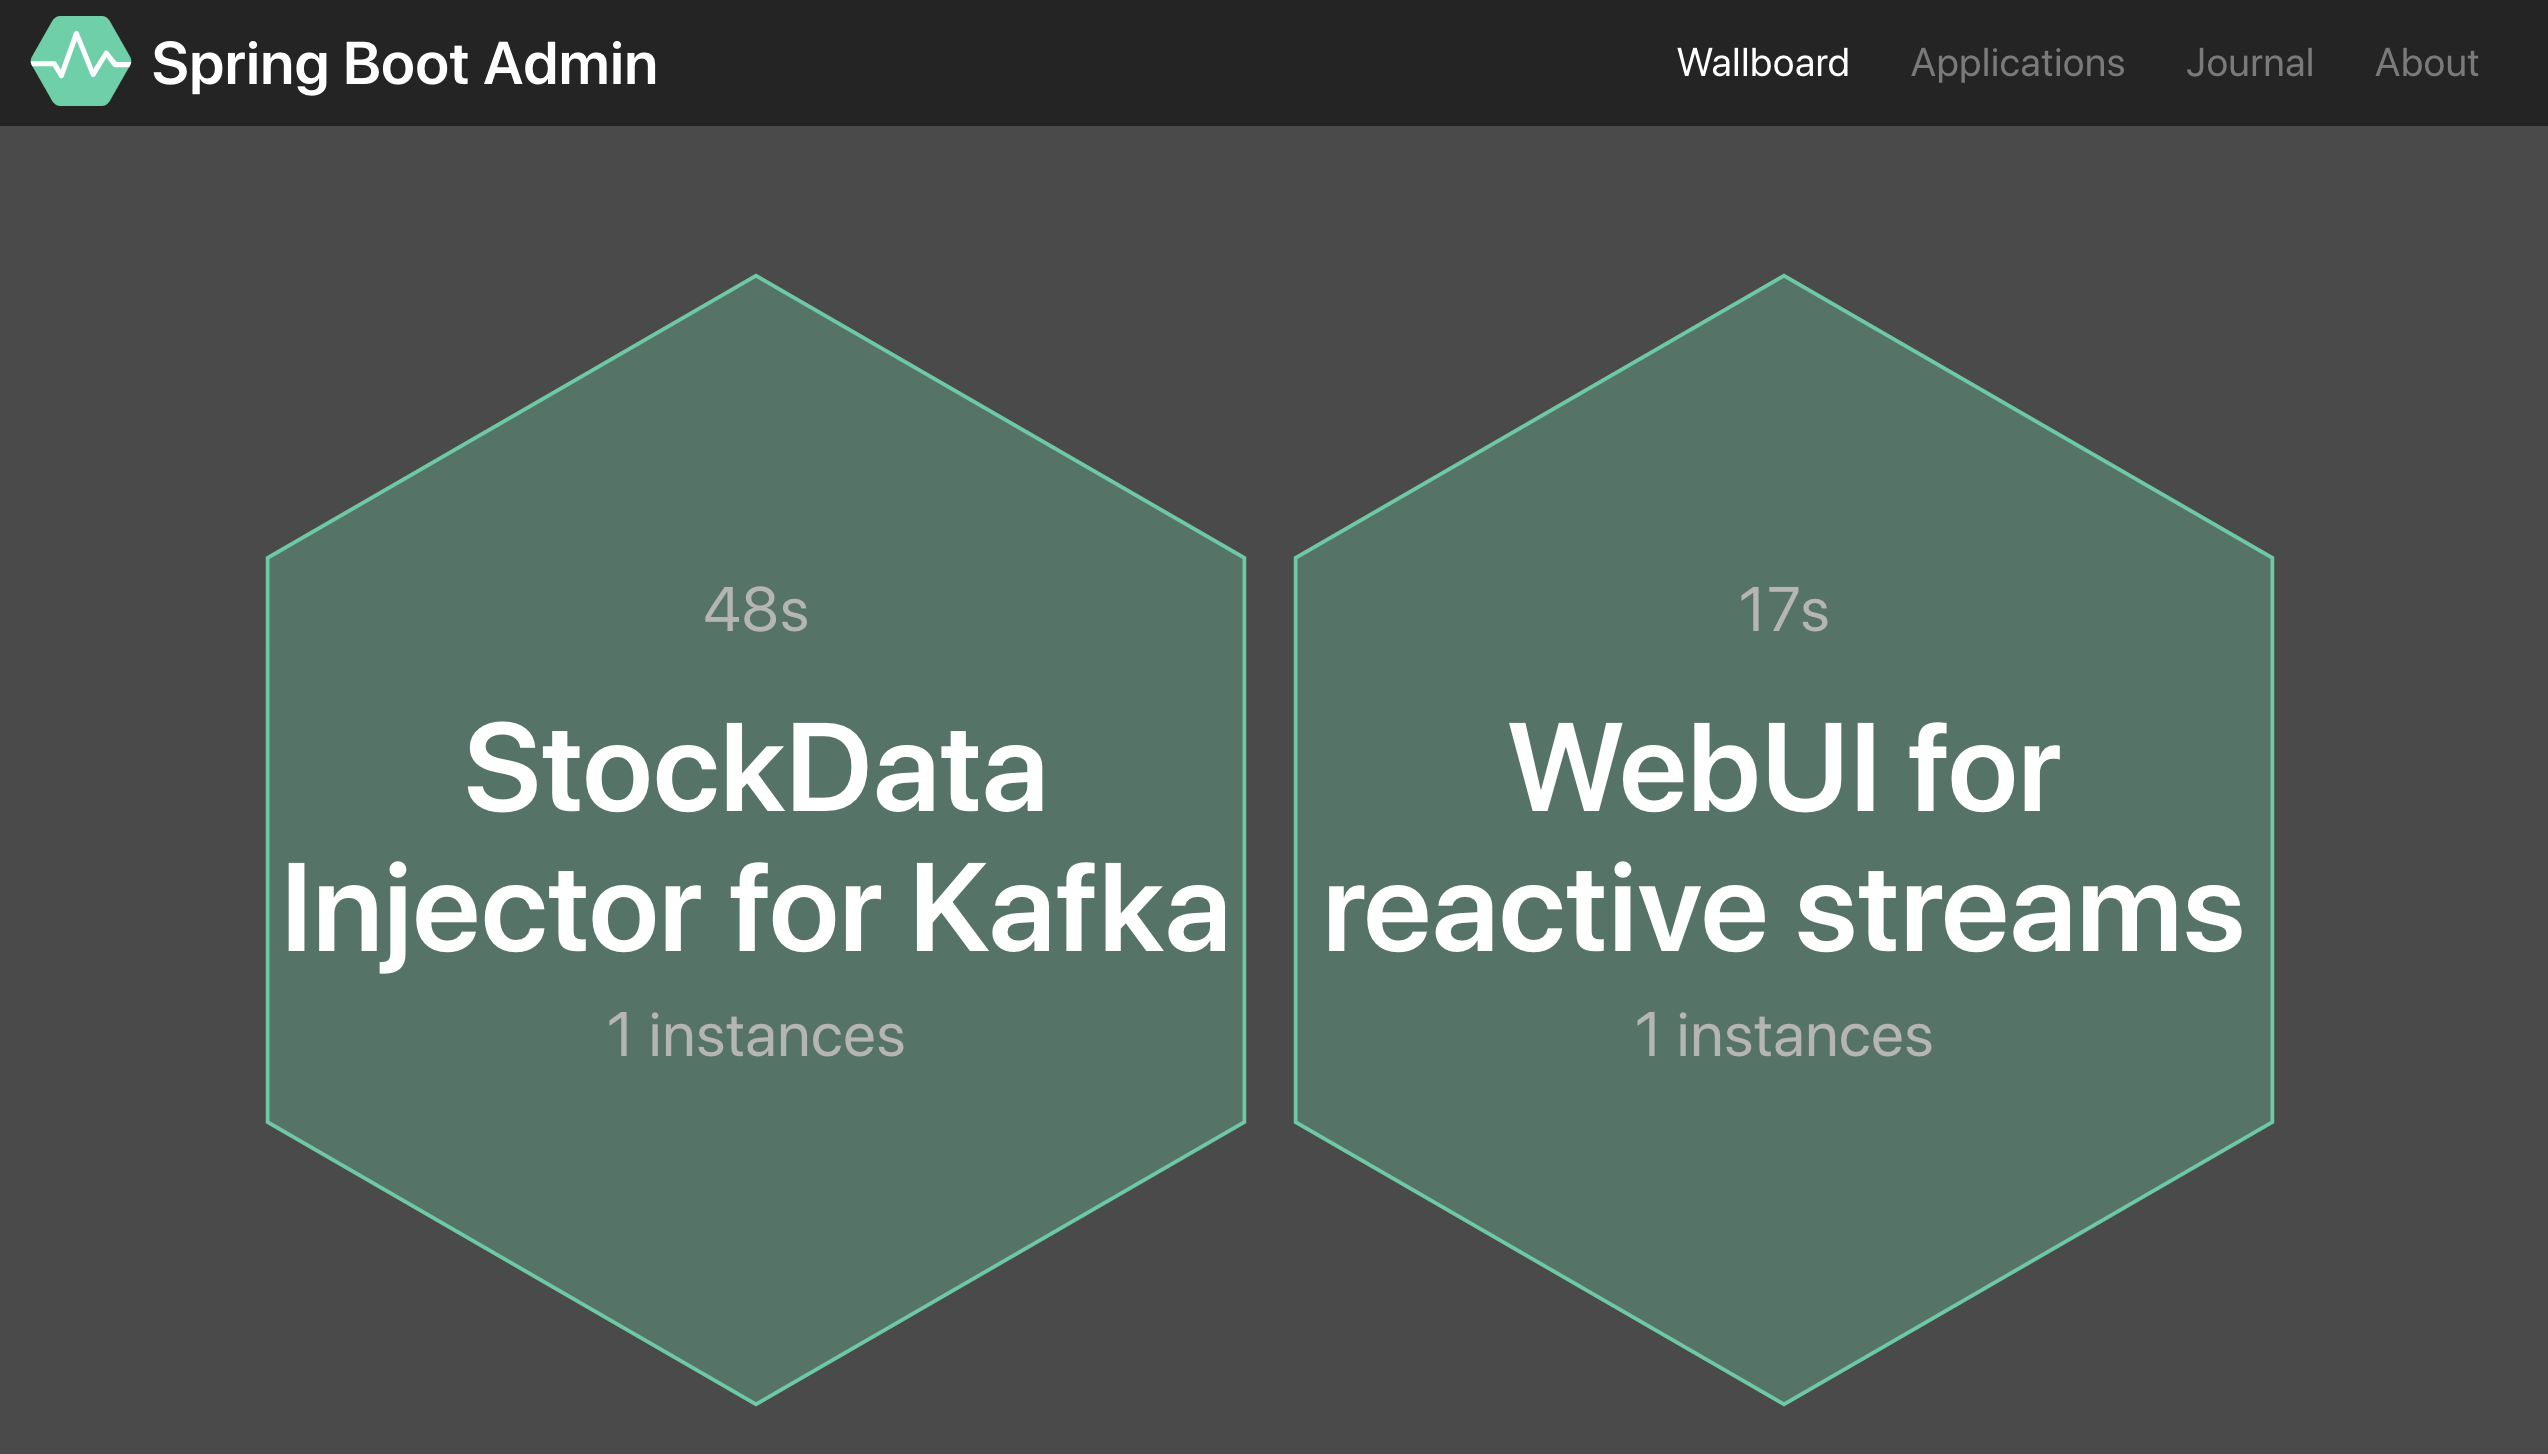 Spring Boot Admin
Wallboard Applications Journal About
48s
StockData
Injector for Kafka
1 instances
17s
WebUI for
reactive streams
1 instances